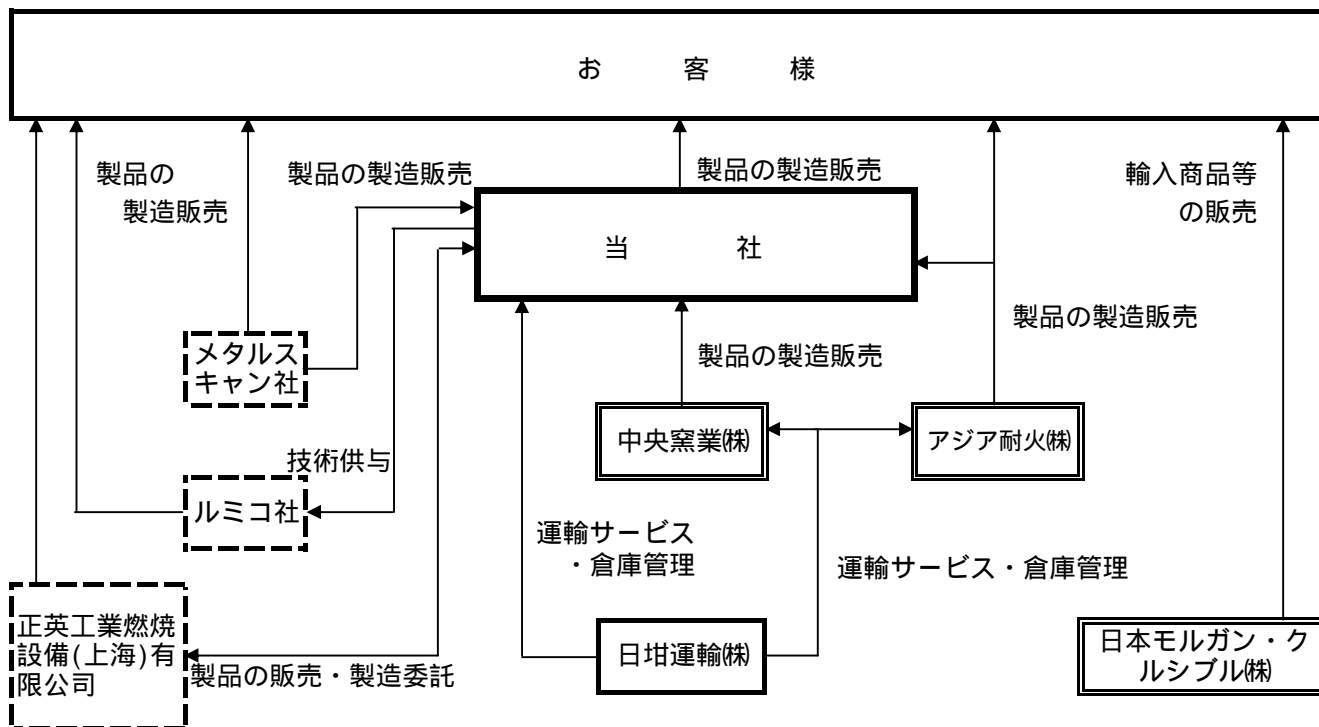 お客様
製品の
製造販売
製品の製造販売
製品の製造販売
輸入商品等
の販売
当社
製品の製造販売
メタルス
キャン社
製品の製造販売
中央窯業㈱
アジア耐火㈱
技術供与
ルミコ社
運輸サービス
・倉庫管理
運輸サービス・倉庫管理
正英工業燃焼
設備(上海)有
限公司
製品の販売・製造委託
日坩運輸㈱
日本モルガン・ク
ルシブル㈱